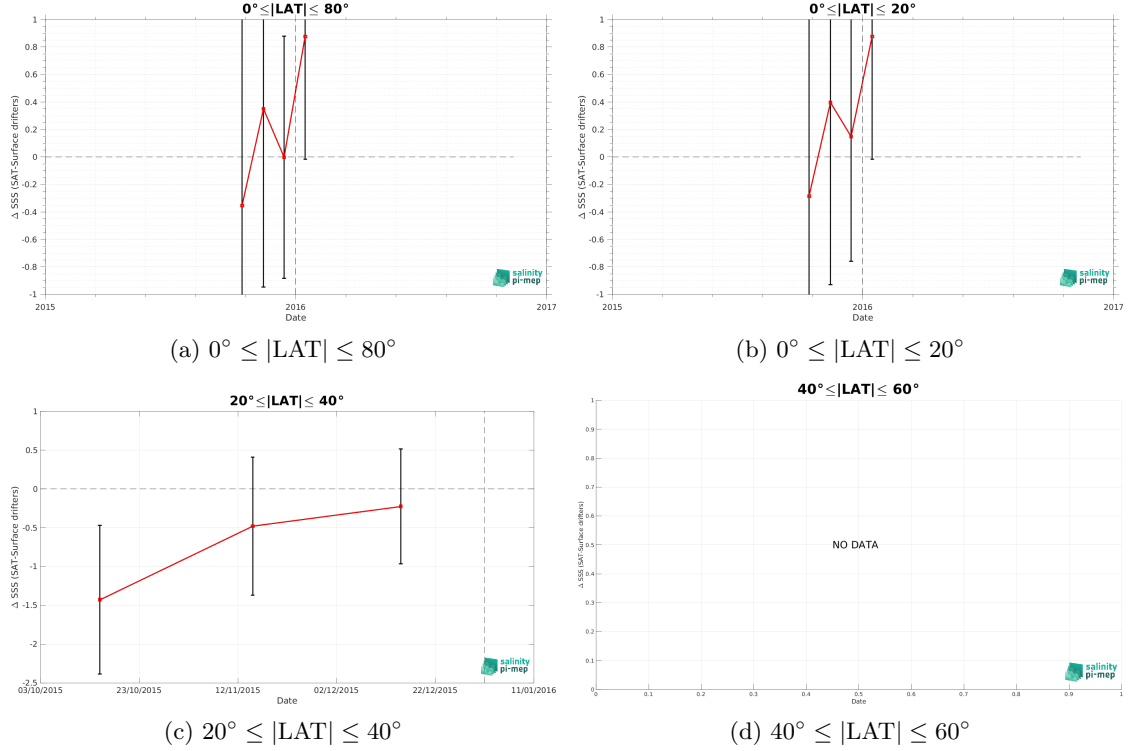 0°≤|LAT|≤ 80°
1
0.8
0.6
0.4
0.2
0
-0.2
-0.4
-0.6
-0.8
-1
Δ SSS (SAT-Surface drifters)
2015
2016
2017
Date
salinity
pi-mep
(a) 0° ≤ |LAT| ≤ 80°
0°≤|LAT|≤ 20°
1
0.8
0.6
0.4
0.2
0
-0.2
-0.4
-0.6
-0.8
-1
Δ SSS (SAT-Surface drifters)
2015
2016
2017
Date
salinity
pi-mep
(b) 0° ≤ |LAT| ≤ 20°
20°≤|LAT|≤ 40°
1
0.5
0
-0.5
-1
-1.5
-2
-2.5
Δ SSS (SAT-Surface drifters)
03/10/2015
23/10/2015
12/11/2015
02/12/2015
22/12/2015
11/01/2016
Date
salinity
pi-mep
(c) 20° ≤ |LAT| ≤ 40°
40°≤|LAT|≤ 60°
1
0.9
0.8
0.7
0.6
0.5
0.4
0.3
0.2
0.1
0
Δ SSS (SAT-Surface drifters)
NO DATA
0
0.1
0.2
0.3
0.4
0.5
0.6
0.7
0.8
0.9
1
Date
salinity
pi-mep
(d) 40° ≤ |LAT| ≤ 60°